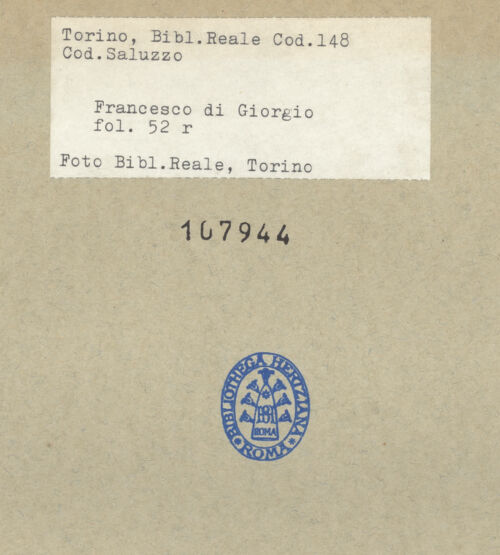 Torino, Bibl.Reale Cod.148
Cod.Saluzzo
Francesco di Giorgio
fol. 52 r
Foto Bibl.Reale, Torino
107944
BIBLIOTHECA HERTZIANA
ROMA
ROMA